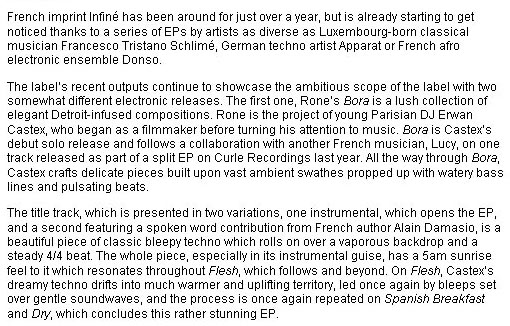 French imprint Infiné has been around for just over a year, but is already starting to get
noticed thanks to a series of EPs by artists as diverse as Luxembourg-born classical
musician Francesco Tristano Schlimé, German techno artist Apparat or French afro
electronic ensemble Donso.
The label's recent outputs continue to showcase the ambitious scope of the label with two
somewhat different electronic releases. The first one, Rone's Bora is a lush collection of
elegant Detroit-infused compositions. Rone is the project of young Parisian DJ Erwan
Castex, who began as a filmmaker before turning his attention to music. Bora is Castex's
debut solo release and follows a collaboration with another French musician, Lucy, on one
track released as part of a split EP on Curle Recordings last year. All the way through Bora,
Castex crafts delicate pieces built upon vast ambient swathes propped up with watery bass
lines and pulsating beats.
The title track, which is presented in two variations, one instrumental, which opens the EP,
and a second featuring a spoken word contribution from French author Alain Damasio, is a
beautiful piece of classic bleepy techno which rolls on over a vaporous backdrop and a
steady 4/4 beat. The whole piece, especially in its instrumental guise, has a 5am sunrise
feel to it which resonates throughout Flesh, which follows and beyond. On Flesh, Castex's
dreamy techno drifts into much warmer and uplifting territory, led once again by bleeps set
over gentle soundwaves, and the process is once again repeated on Spanish Breakfast
and Dry, which concludes this rather stunning EP.